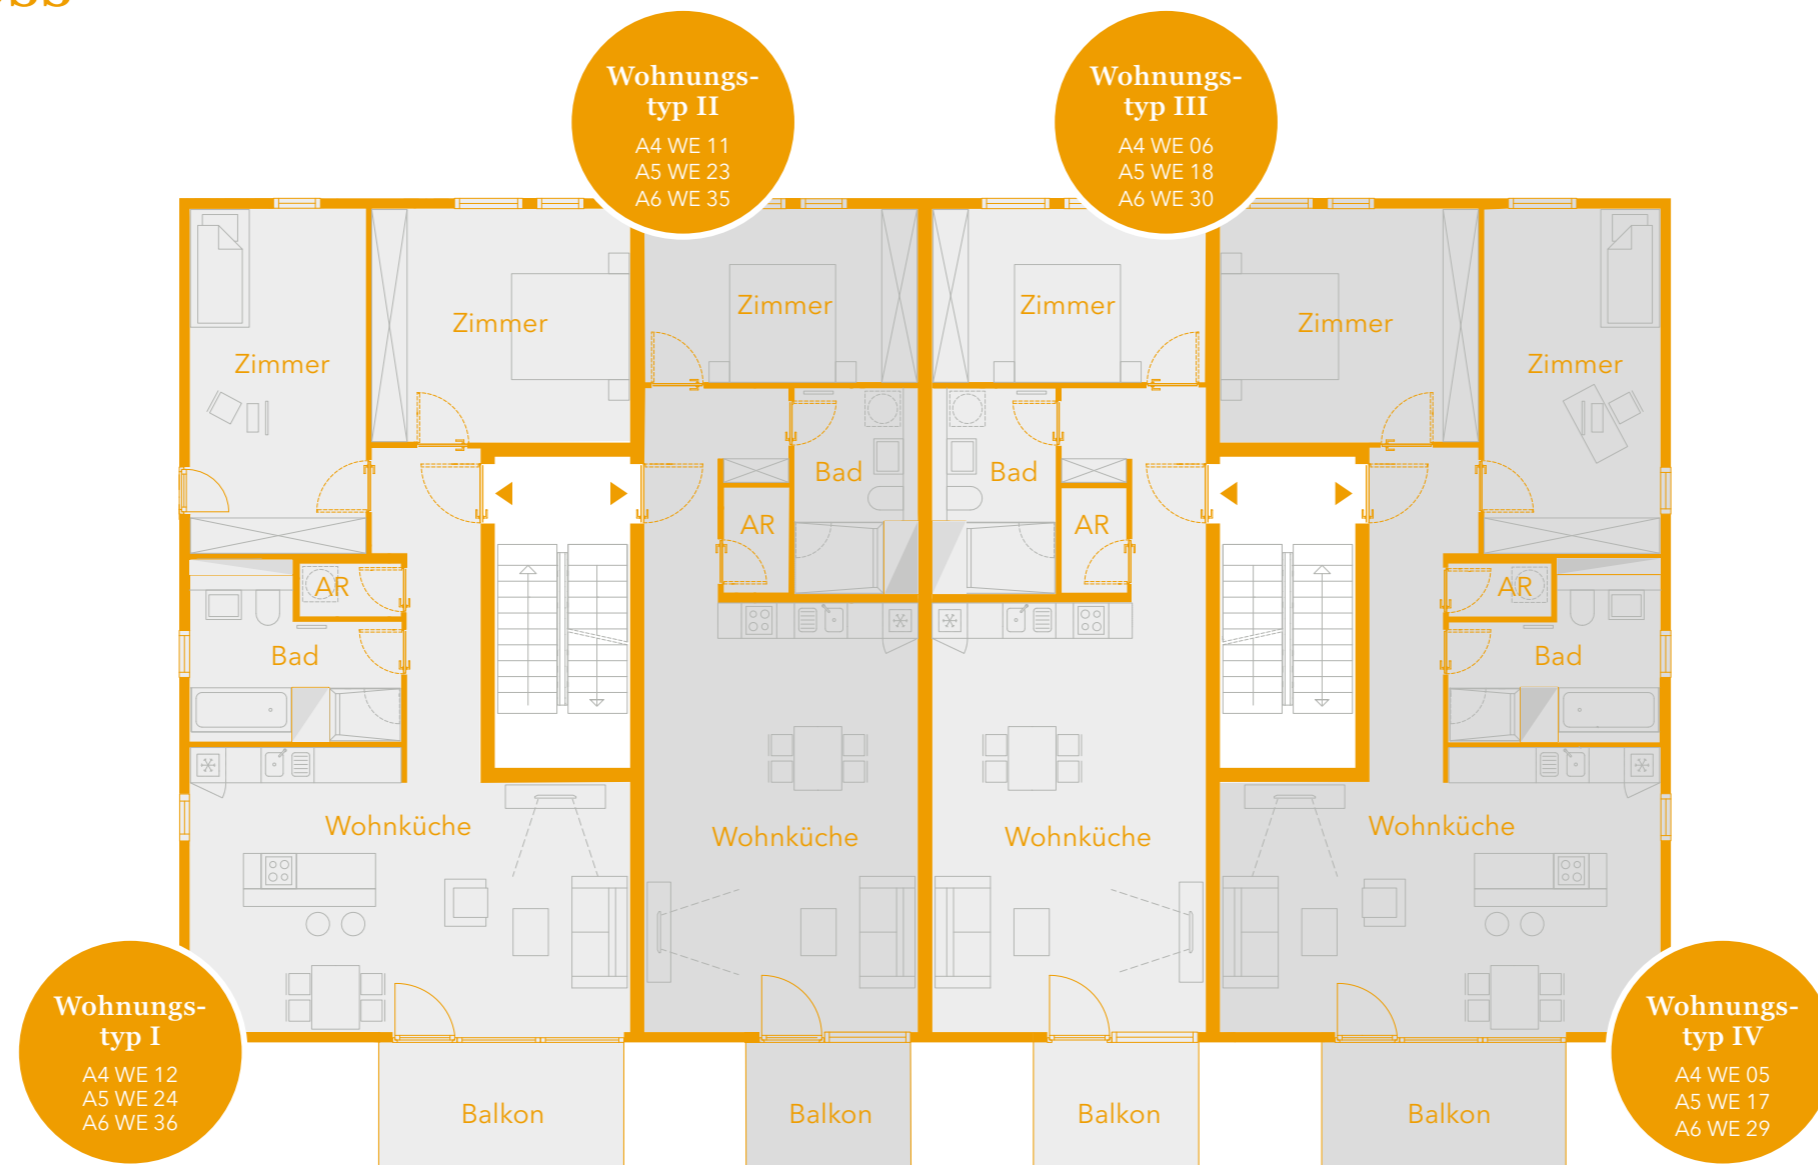 Wohnungs-
typ II
A4 WE 11
A5 WE 23
A6 WE 35
Wohnungs-
typ III
A4 WE 06
A5 WE 18
A6 WE 30
Zimmer
Zimmer
Zimmer
Zimmer
Zimmer
Zimmer
Bad
AR
Bad
AR
AR
Bad
AR
Bad
Wohnküche
Wohnküche
Wohnküche
Wohnküche
Wohnungs-
typ I
A4 WE 12
A5 WE 24
A6 WE 36
Wohnungs-
typ IV
A4 WE 05
A5 WE 17
A6 WE 29
Balkon
Balkon
Balkon
Balkon